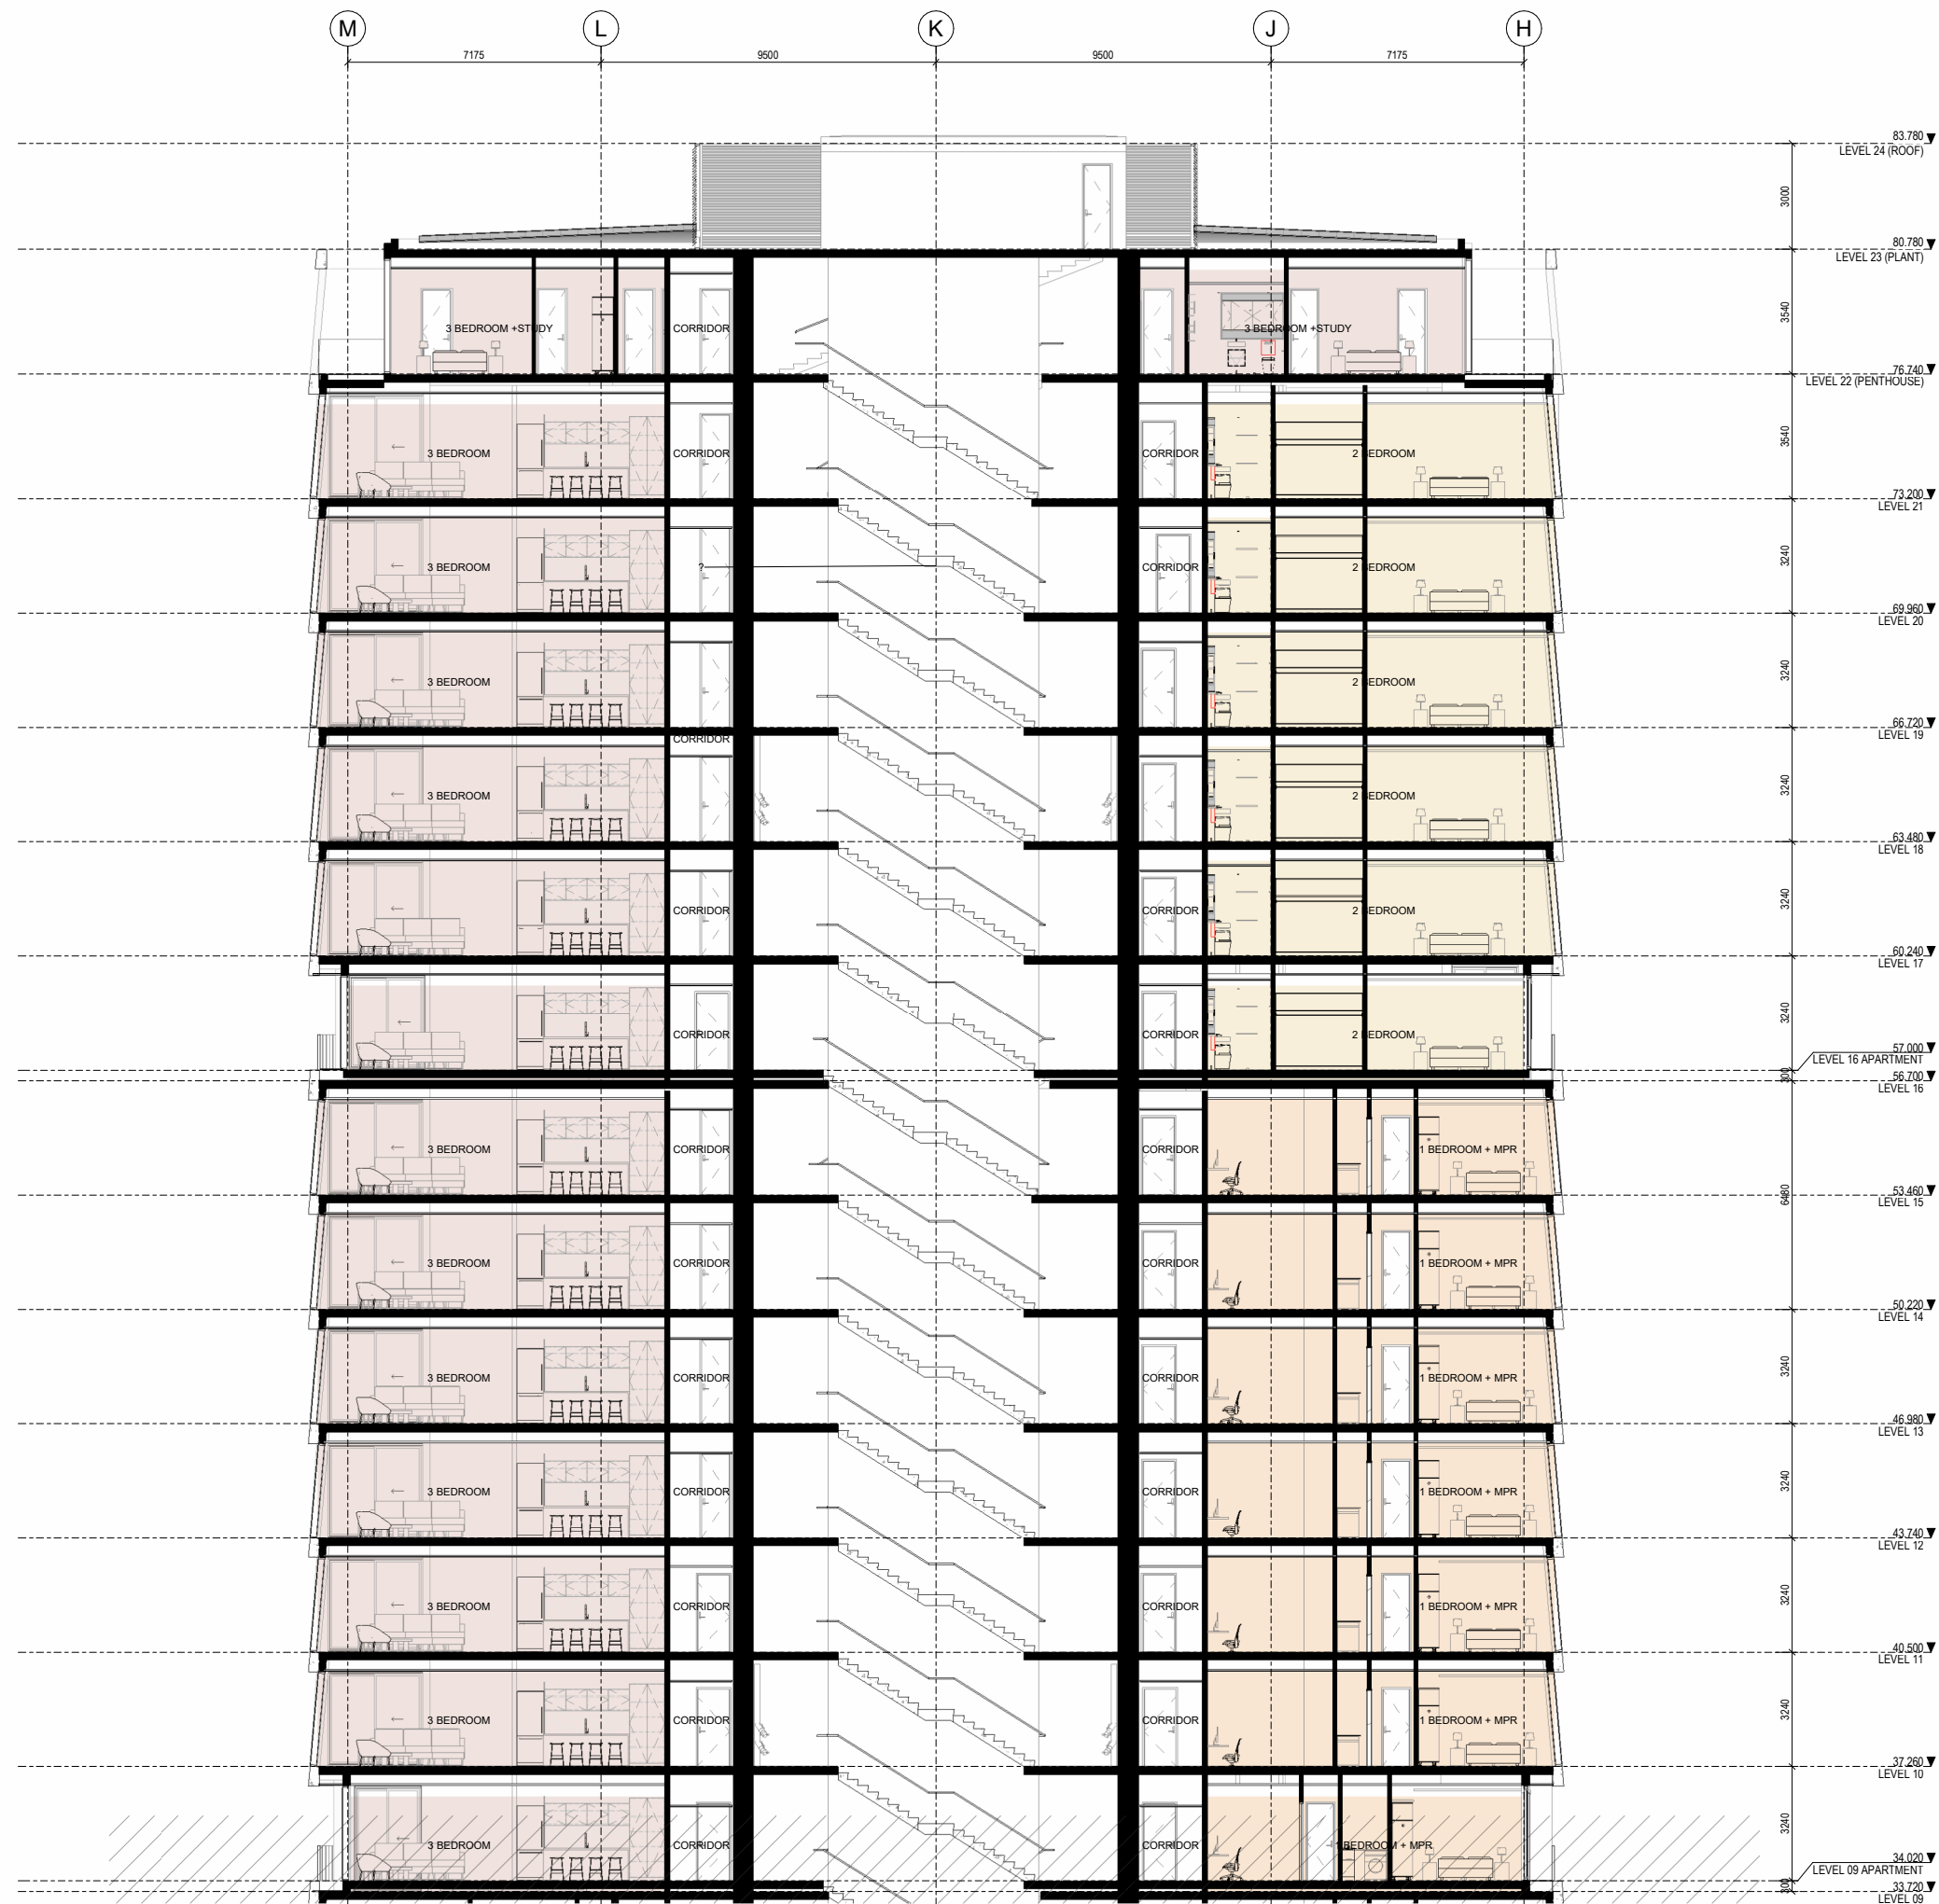 M L K J H
7175 9500 9500 7175
83.780
LEVEL 24 (ROOF)
3000
80.780
LEVEL 23 (PLANT)
3540
3 BEDROOM +STUDY CORRIDOR 3 BEDROOM +STUDY
76.740
LEVEL 22 (PENTHOUSE)
3540
3 BEDROOM CORRIDOR CORRIDOR 2 BEDROOM
73.200
LEVEL 21
3240
3 BEDROOM ? CORRIDOR 2 BEDROOM
69.960
LEVEL 20
3240
3 BEDROOM 2 BEDROOM
66.720
LEVEL 19
CORRIDOR
3240
3 BEDROOM 2 BEDROOM
63.480
LEVEL 18
3240
3 BEDROOM CORRIDOR CORRIDOR 2 BEDROOM
60.240
LEVEL 17
3240
3 BEDROOM CORRIDOR CORRIDOR 2 BEDROOM
57.000
LEVEL 16 APARTMENT
300
56.700
LEVEL 16
3 BEDROOM CORRIDOR CORRIDOR 1 BEDROOM + MPR
6480
53.460
LEVEL 15
3 BEDROOM CORRIDOR CORRIDOR 1 BEDROOM + MPR
50.220
LEVEL 14
3240
3 BEDROOM CORRIDOR CORRIDOR 1 BEDROOM + MPR
46.980
LEVEL 13
3240
3 BEDROOM CORRIDOR CORRIDOR 1 BEDROOM + MPR
43.740
LEVEL 12
3240
3 BEDROOM CORRIDOR CORRIDOR 1 BEDROOM + MPR
40.500
LEVEL 11
3240
3 BEDROOM CORRIDOR CORRIDOR 1 BEDROOM + MPR
37.260
LEVEL 10
3240
3 BEDROOM CORRIDOR CORRIDOR 1 BEDROOM + MPR
34.020
LEVEL 09 APARTMENT
300
33.720
LEVEL 09